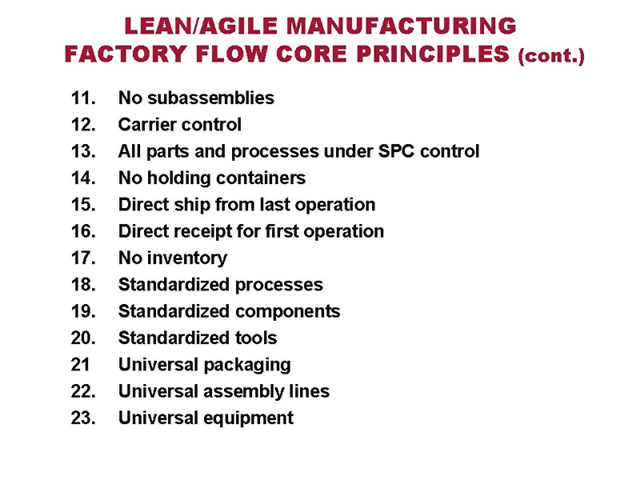 LEAN/AGILE MANUFACTURING
FACTORY FLOW CORE PRINCIPLES (cont.)
11. No subassemblies
12. Carrier control
13. All parts and processes under SPC control
14. No holding containers
15. Direct ship from last operation
16. Direct receipt for first operation
17. No inventory
18. Standardized processes
19. Standardized components
20. Standardized tools
21 Universal packaging
22. Universal assembly lines
23. Universal equipment